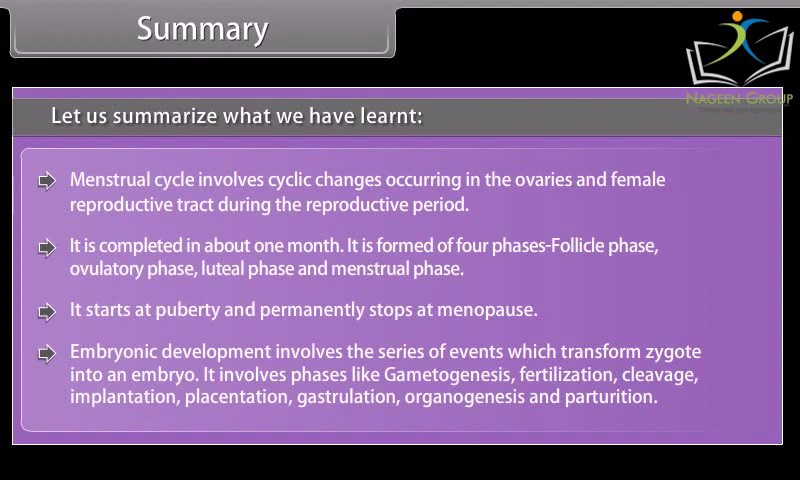 Summary
NAGEEN GROUP
Let us summarize what we have learnt:
Menstrual cycle involves cyclic changes occurring in the ovaries and female
reproductive tract during the reproductive period.
It is completed in about one month. It is formed of four phases-Follicle phase,
ovulatory phase, luteal phase and menstrual phase.
It starts at puberty and permanently stops at menopause.
Embryonic development involves the series of events which transform zygote
into an embryo. It involves phases like Gametogenesis, fertilization, cleavage,
implantation, placentation, gastrulation, organogenesis and parturition.